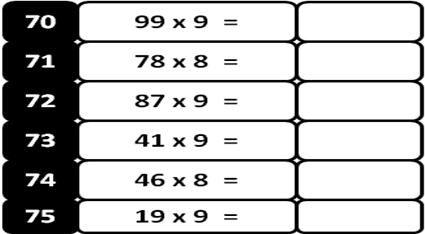 70 99 x 9 =
71 78 x 8 =
72 87 x 9 =
73 41 x 9 =
74 46 x 8 =
75 19 x 9 =